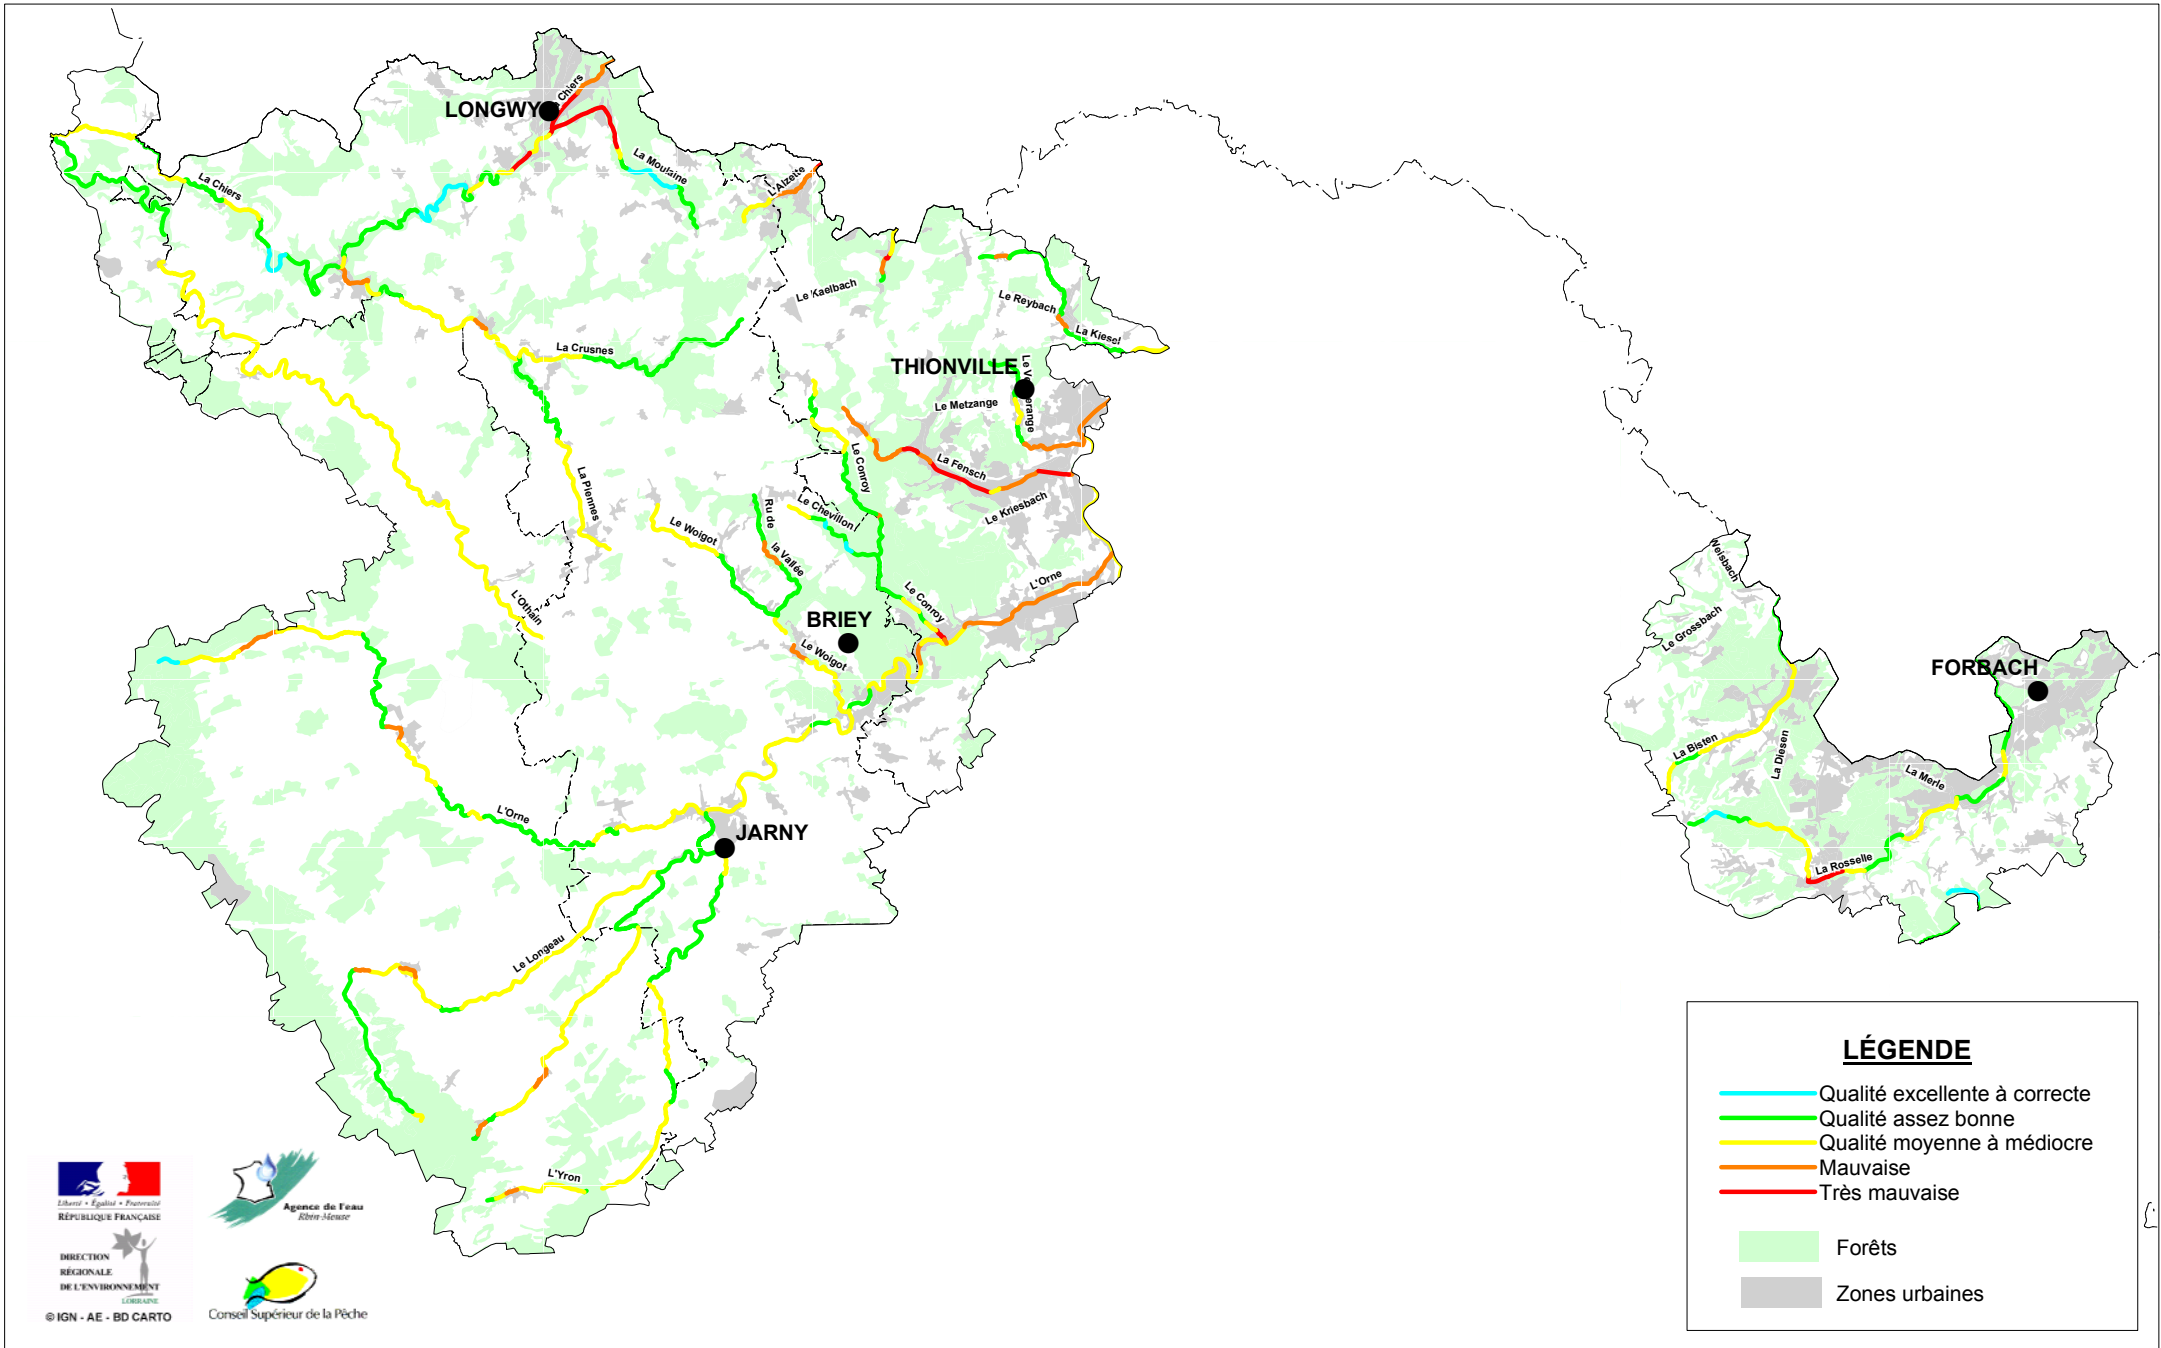 LONGWY
La Chiers
La Moulaine
L'Alzette
La Chiers
Le Kaelbach
Le Reybach
La Kiesel
La Crusnes
THIONVILLE
Le Metzange
Le Conroy
La Fensch
Le Kriesbach
La Piennes
Ru de
la Vallée
Le Chevillon
Le Woigot
L'Othain
BRIEY
Le Conroy
L'Orne
Le Woigot
L'Orne
JARNY
Le Longeau
L'Yron
Weisbach
Le Grossbach
FORBACH
La Bisten
La Diesen
La Merle
La Rosselle
LÉGENDE
Qualité excellente à correcte
Qualité assez bonne
Qualité moyenne à médiocre
Mauvaise
Très mauvaise
Forêts
Zones urbaines
Liberté • Égalité • Fraternité
RÉPUBLIQUE FRANÇAISE
DIRECTION
RÉGIONALE
DE L'ENVIRONNEMENT
LORRAINE
© IGN - AE - BD CARTO
Agence de l'eau
Rhin-Meuse
Conseil Supérieur de la Pêche